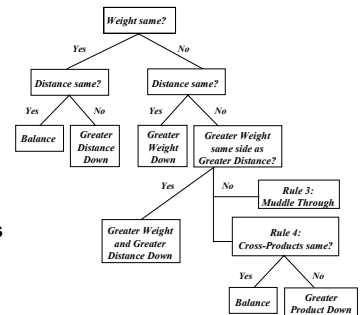 Weight same?
Yes
No
Distance same?
Distance same?
Yes
No
Yes
No
Balance
Greater
Distance
Down
Greater
Weight
Down
Greater Weight
same side as
Greater Distance?
Yes
No
Rule 3:
Muddle Through
Greater Weight
and Greater
Distance Down
Rule 4:
Cross-Products same?
s
Yes
No
Balance
Greater
Product Down